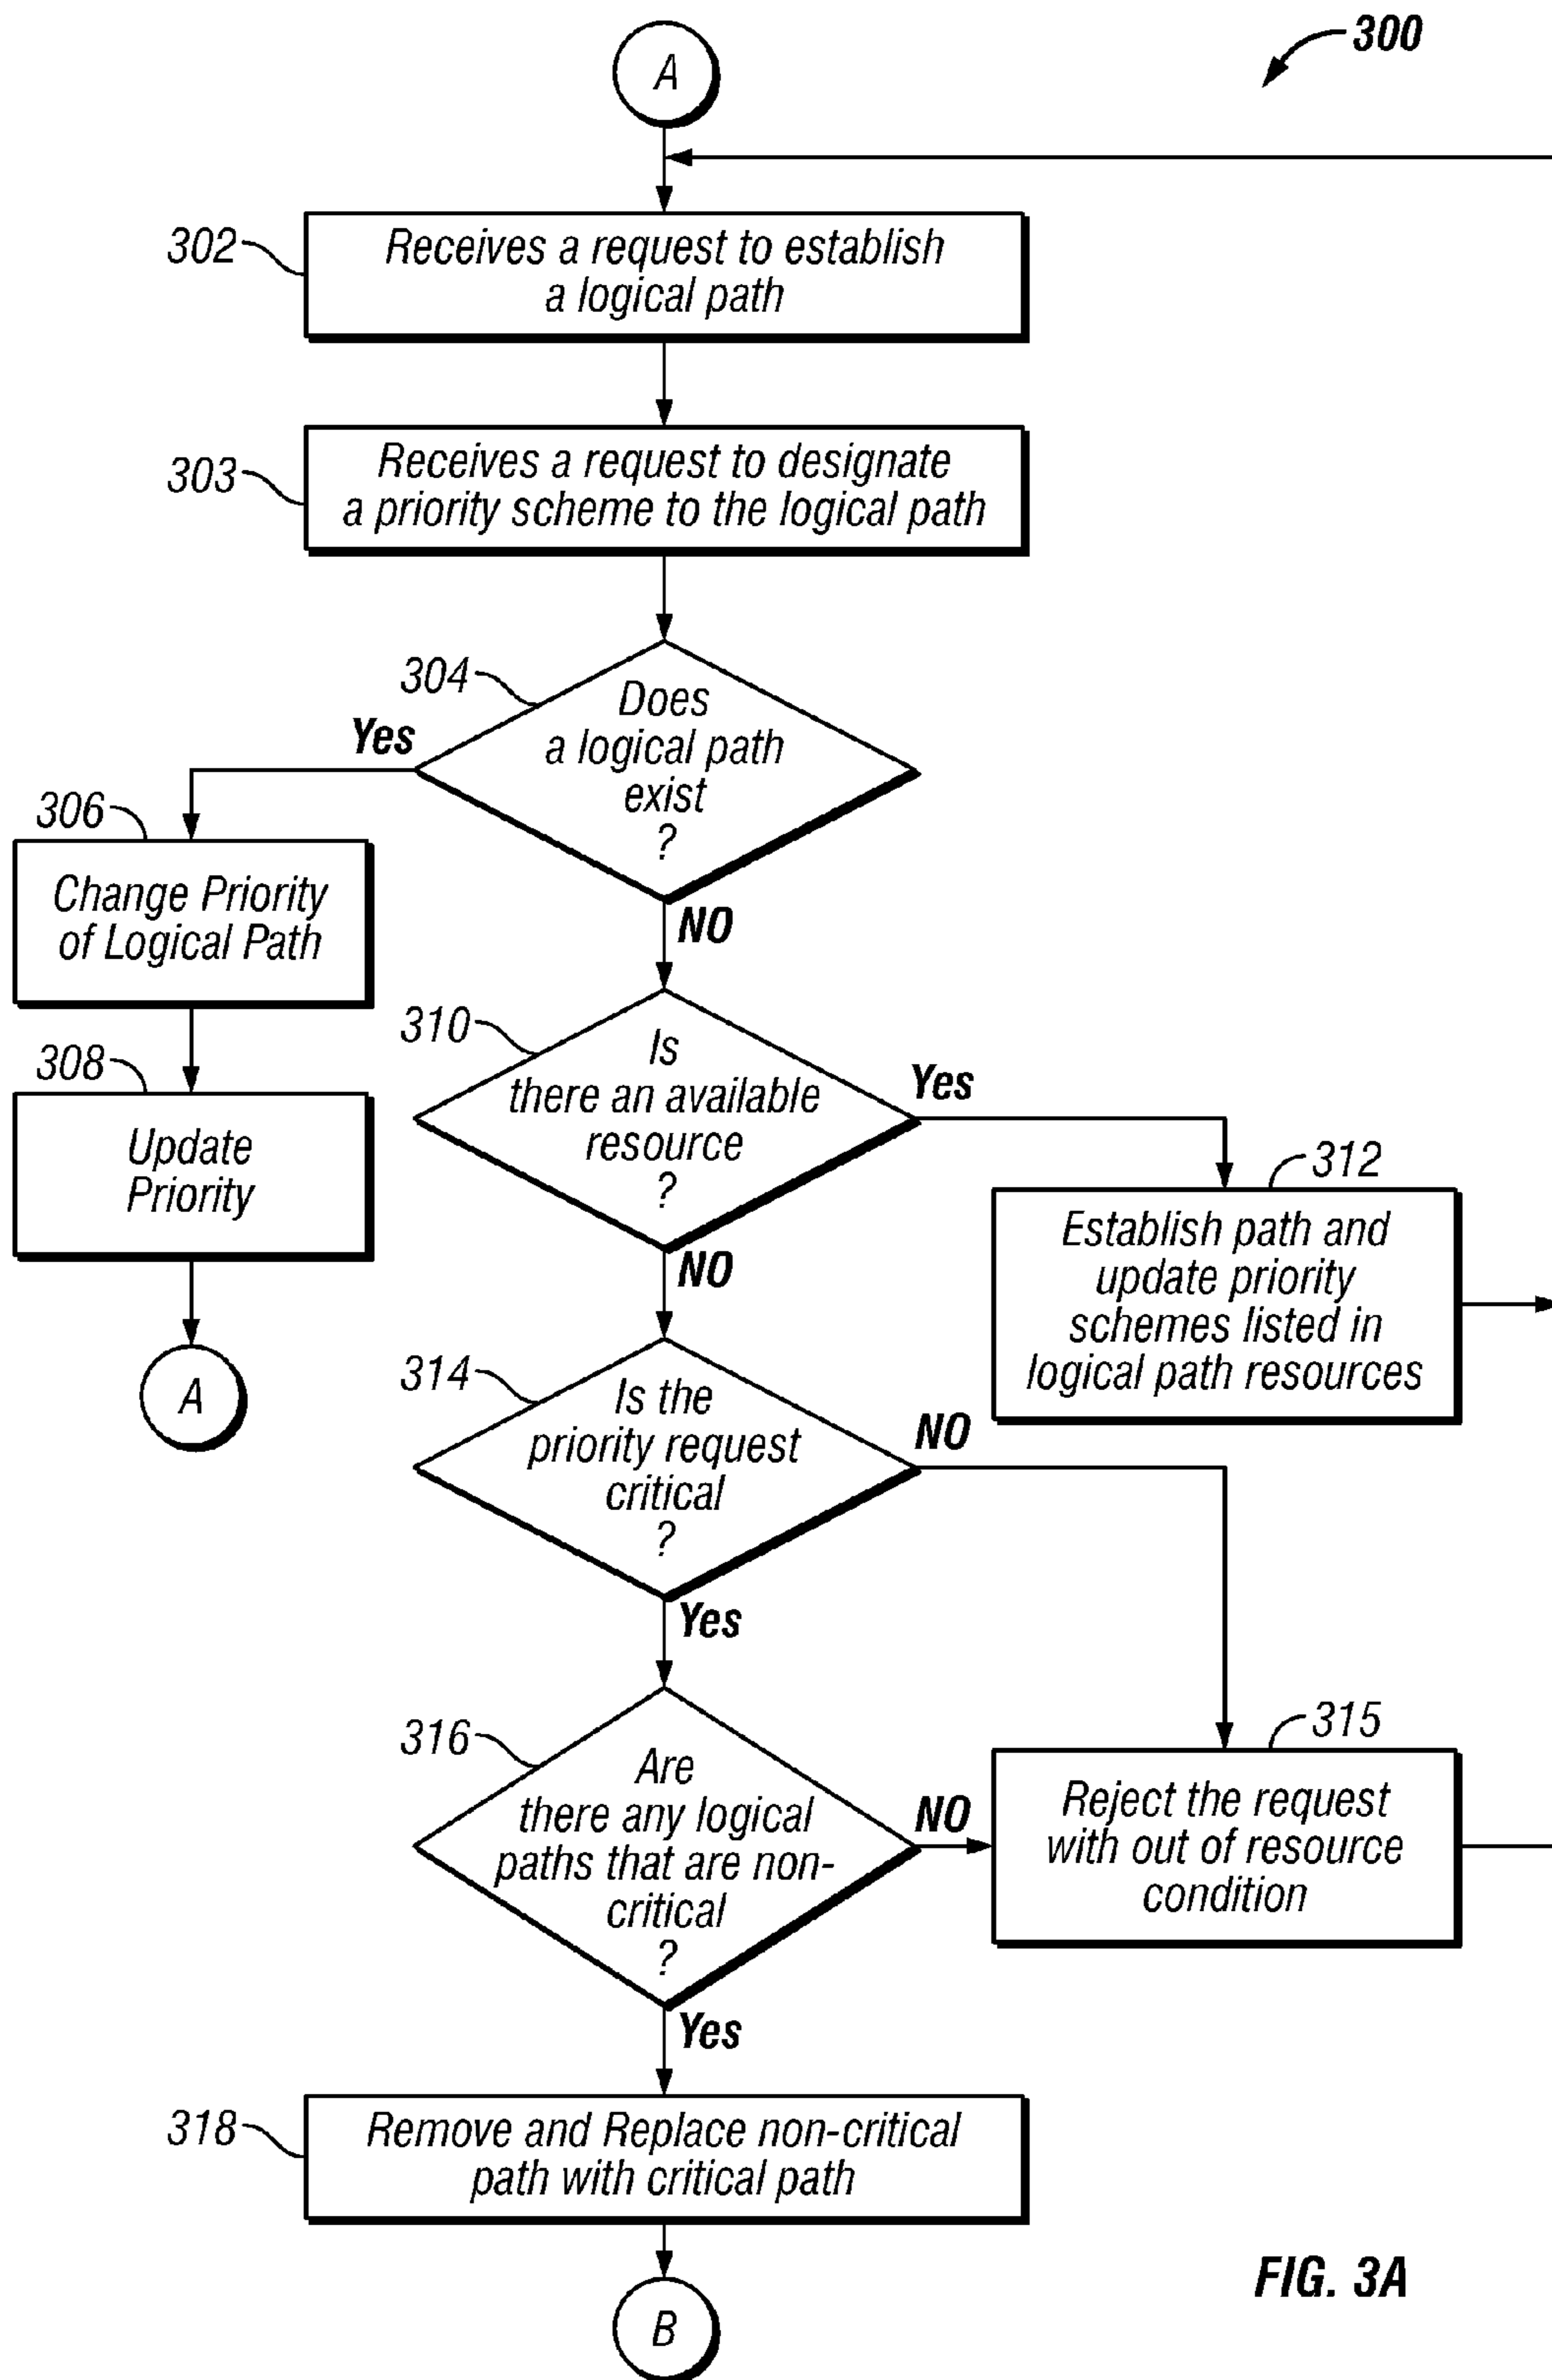 A
300
302
Receives a request to establish
a logical path
303
Receives a request to designate
a priority scheme to the logical path
304
Does
a logical path
exist
?
Yes
NO
306
Change Priority
of Logical Path
308
Update
Priority
A
310
Is
there an available
resource
?
Yes
NO
312
Establish path and
update priority
schemes listed in
logical path resources
314
Is the
priority request
critical
?
NO
Yes
315
Reject the request
with out of resource
condition
316
Are
there any logical
paths that are non-
critical
?
NO
Yes
318
Remove and Replace non-critical
path with critical path
B
FIG. 3A